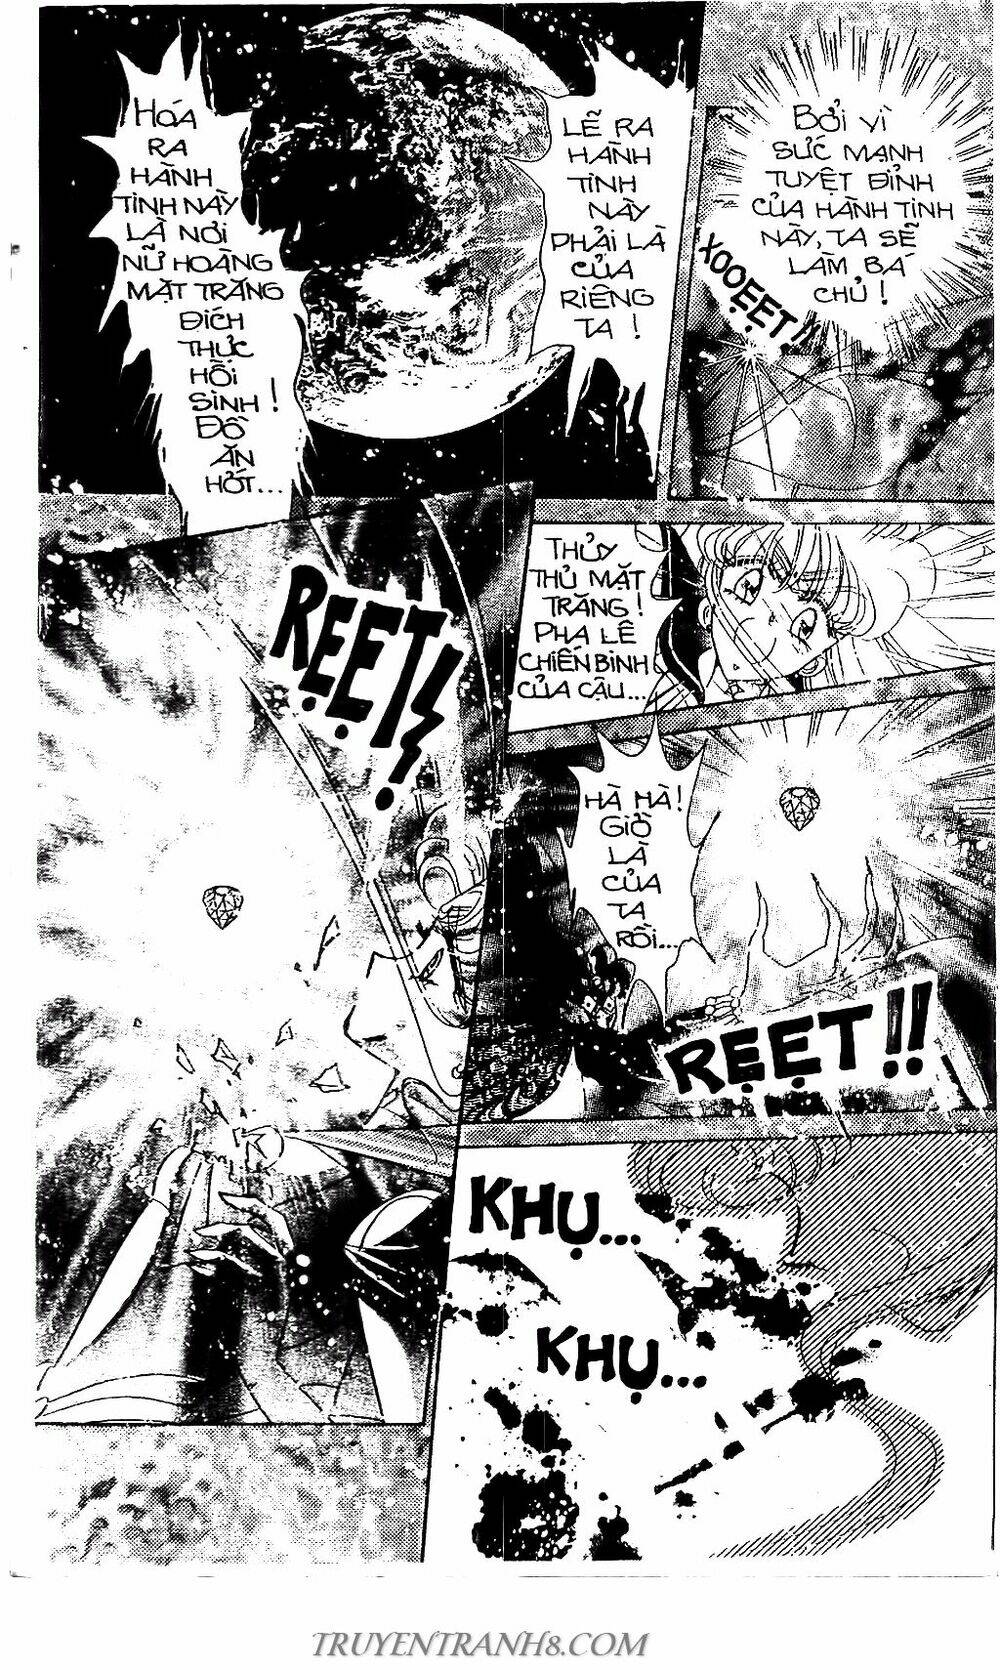 BỞI VÌ
SỨC MẠNH
TUYỆT ĐỈNH
CỦA HÀNH TINH
NÀY, TA SẼ
LÀM BÁ
CHỦ!
XOOẸET!!
LẼ RA
HÀNH
TINH
NÀY
PHẢI LÀ
CỦA
RIÊNG
TA!
HÓA
RA
HÀNH
TINH NÀY
LÀ NƠI
NỮ HOÀNG
MẶT TRĂNG
ĐÍCH
THỰC
HỒI
SINH!
ĐỒ
ĂN
HỚT...
THỦY
THỦ MẶT
TRĂNG!
PHA LÊ
CHIẾN BINH
CỦA CẬU...
RẸẸT!!
HÀ HÀ!
GIỜ
LÀ
CỦA
TA
RỒI...
RẸẸT!!
KHỤ...
KHỤ...
TRUYENTRANH8.COM